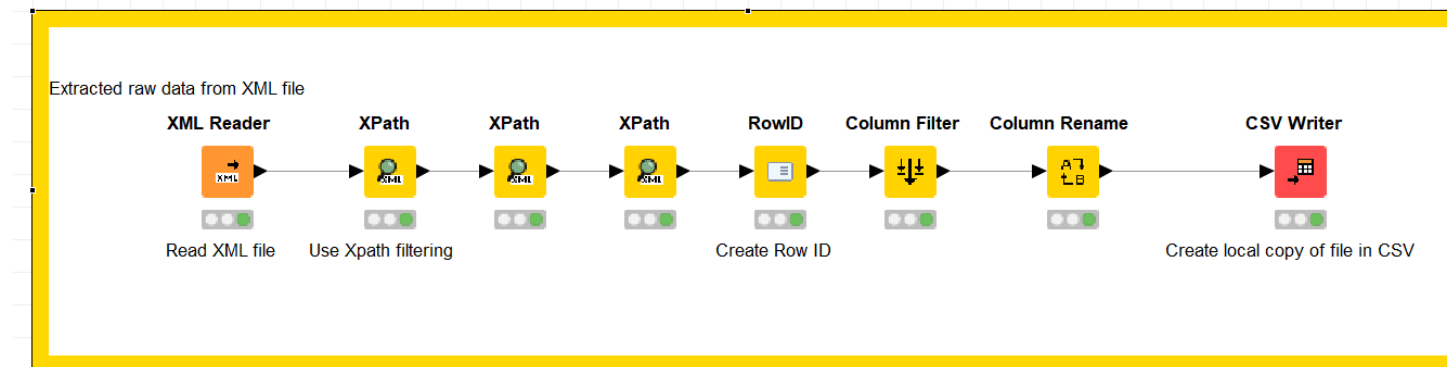 Extracted raw data from XML file
XML Reader XPath XPath XPath RowID Column Filter Column Rename CSV Writer
XML XML XML XML A B
Read XML file Use Xpath filtering Create Row ID Create local copy of file in CSV